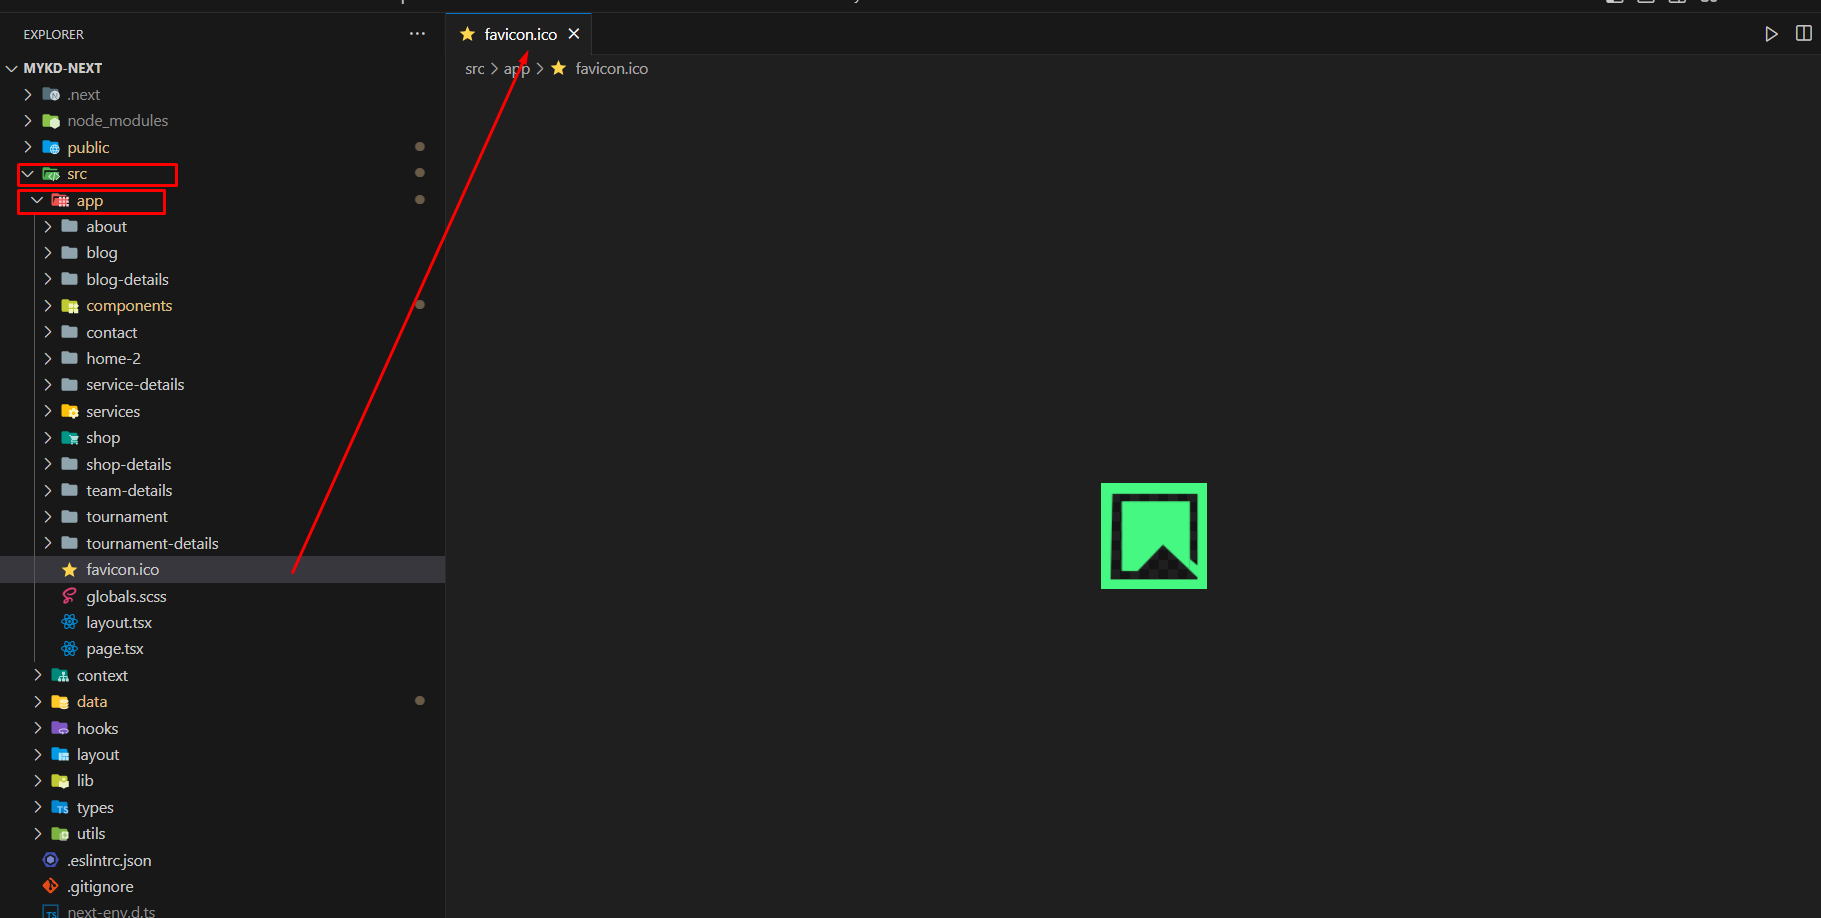 EXPLORER
MYKD-NEXT
.next
node_modules
public
src
app
about
blog
blog-details
components
contact
home-2
service-details
services
shop
shop-details
team-details
tournament
tournament-details
favicon.ico
globals.scss
layout.tsx
page.tsx
context
data
hooks
layout
lib
types
utils
.eslintrc.json
.gitignore
next-env.d.ts
favicon.ico
src > app > favicon.ico